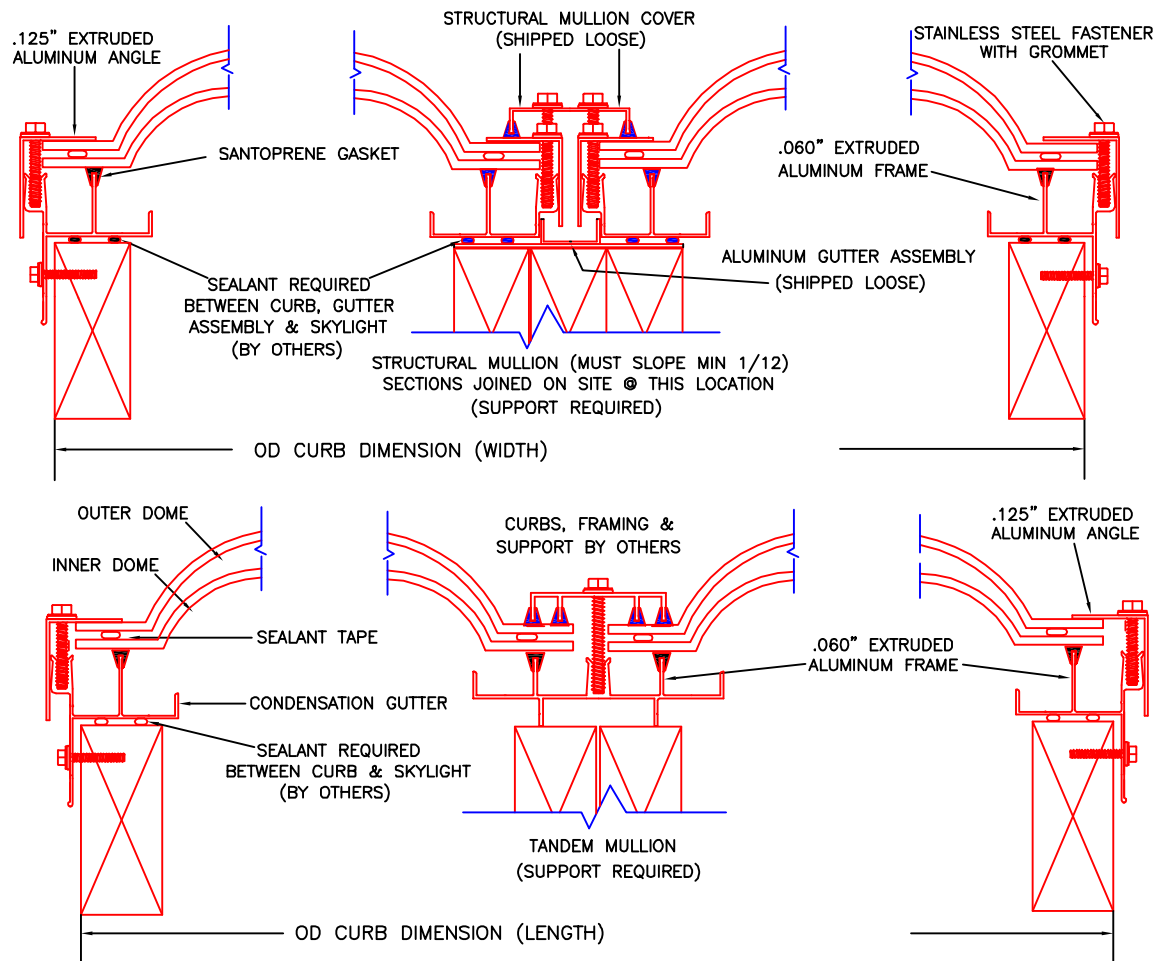 .125" EXTRUDED
ALUMINUM ANGLE
STRUCTURAL MULLION COVER
(SHIPPED LOOSE)
STAINLESS STEEL FASTENER
WITH GROMMET
SANTOPRENE GASKET
.060" EXTRUDED
ALUMINUM FRAME
SEALANT REQUIRED
BETWEEN CURB, GUTTER
ASSEMBLY & SKYLIGHT
(BY OTHERS)
ALUMINUM GUTTER ASSEMBLY
(SHIPPED LOOSE)
STRUCTURAL MULLION (MUST SLOPE MIN 1/12)
SECTIONS JOINED ON SITE @ THIS LOCATION
(SUPPORT REQUIRED)
OD CURB DIMENSION (WIDTH)
OUTER DOME
INNER DOME
CURBS, FRAMING &
SUPPORT BY OTHERS
.125" EXTRUDED
ALUMINUM ANGLE
SEALANT TAPE
.060" EXTRUDED
ALUMINUM FRAME
CONDENSATION GUTTER
SEALANT REQUIRED
BETWEEN CURB & SKYLIGHT
(BY OTHERS)
TANDEM MULLION
(SUPPORT REQUIRED)
OD CURB DIMENSION (LENGTH)